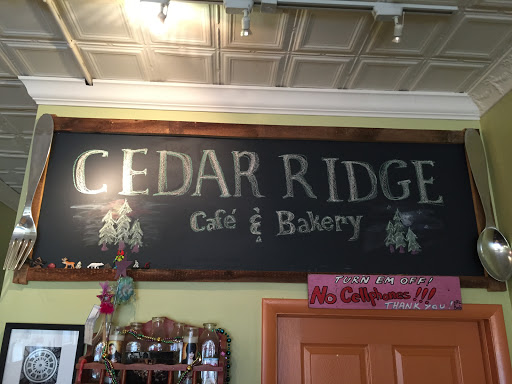 CEDAR RIDGE
Café & Bakery
TURN EM OFF!
No Cellphones!!!
THANK YOU